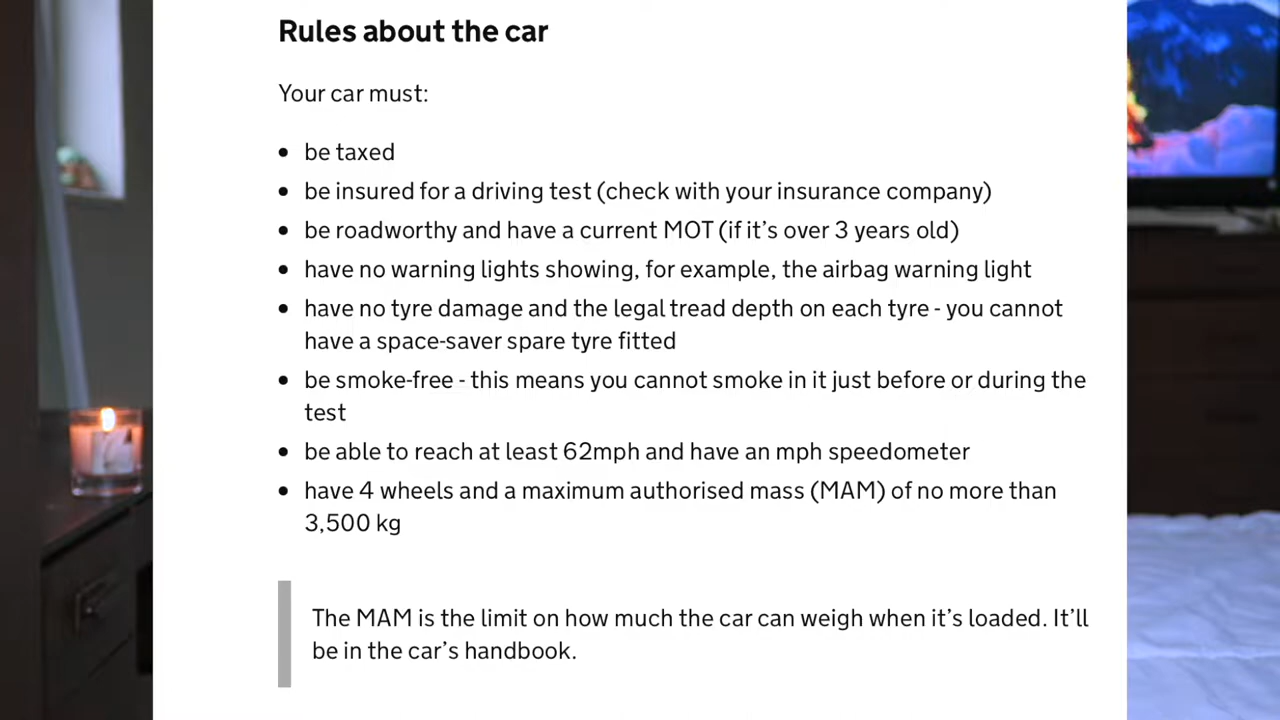 Rules about the car
Your car must:
• be taxed
• be insured for a driving test (check with your insurance company)
• be roadworthy and have a current MOT (if it’s over 3 years old)
• have no warning lights showing, for example, the airbag warning light
• have no tyre damage and the legal tread depth on each tyre - you cannot
have a space-saver spare tyre fitted
• be smoke-free - this means you cannot smoke in it just before or during the
test
• be able to reach at least 62mph and have an mph speedometer
• have 4 wheels and a maximum authorised mass (MAM) of no more than
3,500 kg
The MAM is the limit on how much the car can weigh when it’s loaded. It’ll
be in the car’s handbook.